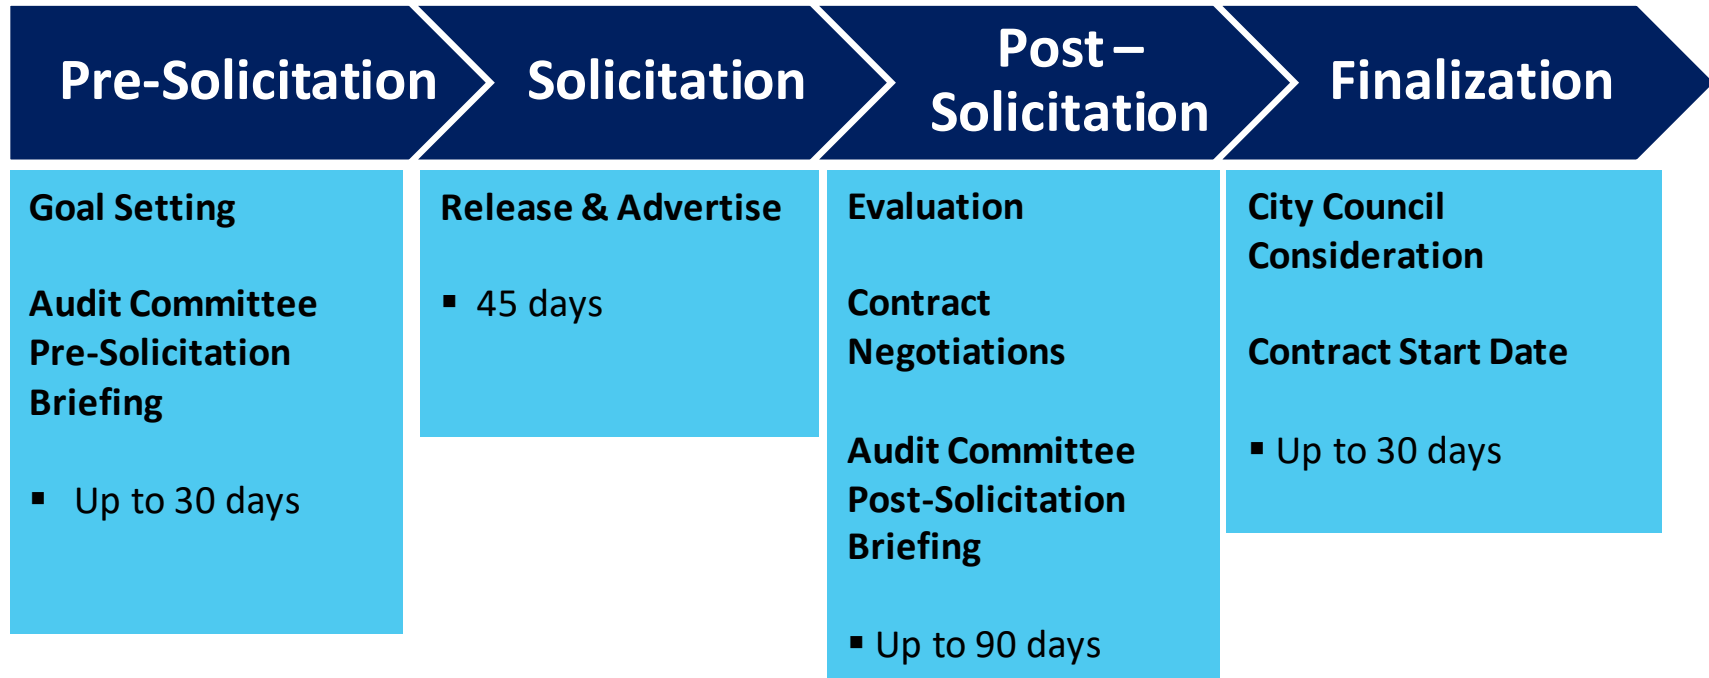 Pre-Solicitation
Solicitation
Post –
Solicitation
Finalization
Goal Setting
Audit Committee
Pre-Solicitation
Briefing
▪ Up to 30 days
Release & Advertise
▪ 45 days
Evaluation
Contract
Negotiations
Audit Committee
Post-Solicitation
Briefing
▪ Up to 90 days
City Council
Consideration
Contract Start Date
▪ Up to 30 days